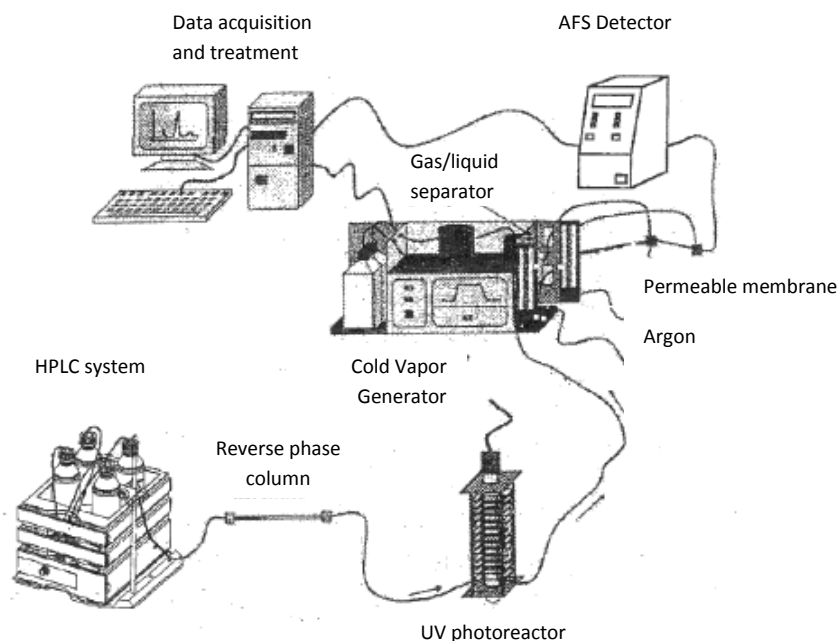 Data acquisition
and treatment
AFS Detector
Gas/liquid
separator
Permeable membrane
Argon
HPLC system
Cold Vapor
Generator
Reverse phase
column
UV photoreactor